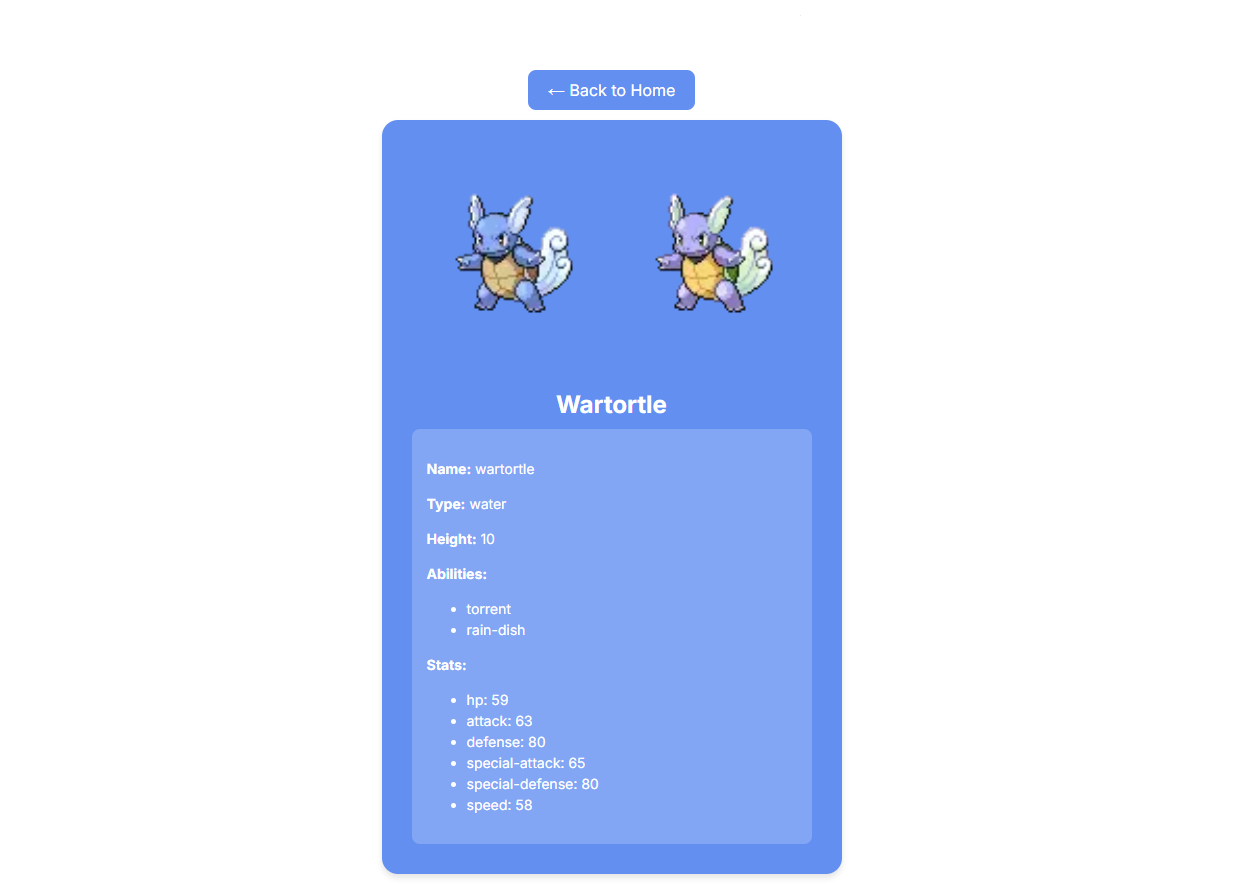 ← Back to Home
Wartortle
Name: wartortle
Type: water
Height: 10
Abilities:
• torrent
• rain-dish
Stats:
• hp: 59
• attack: 63
• defense: 80
• special-attack: 65
• special-defense: 80
• speed: 58